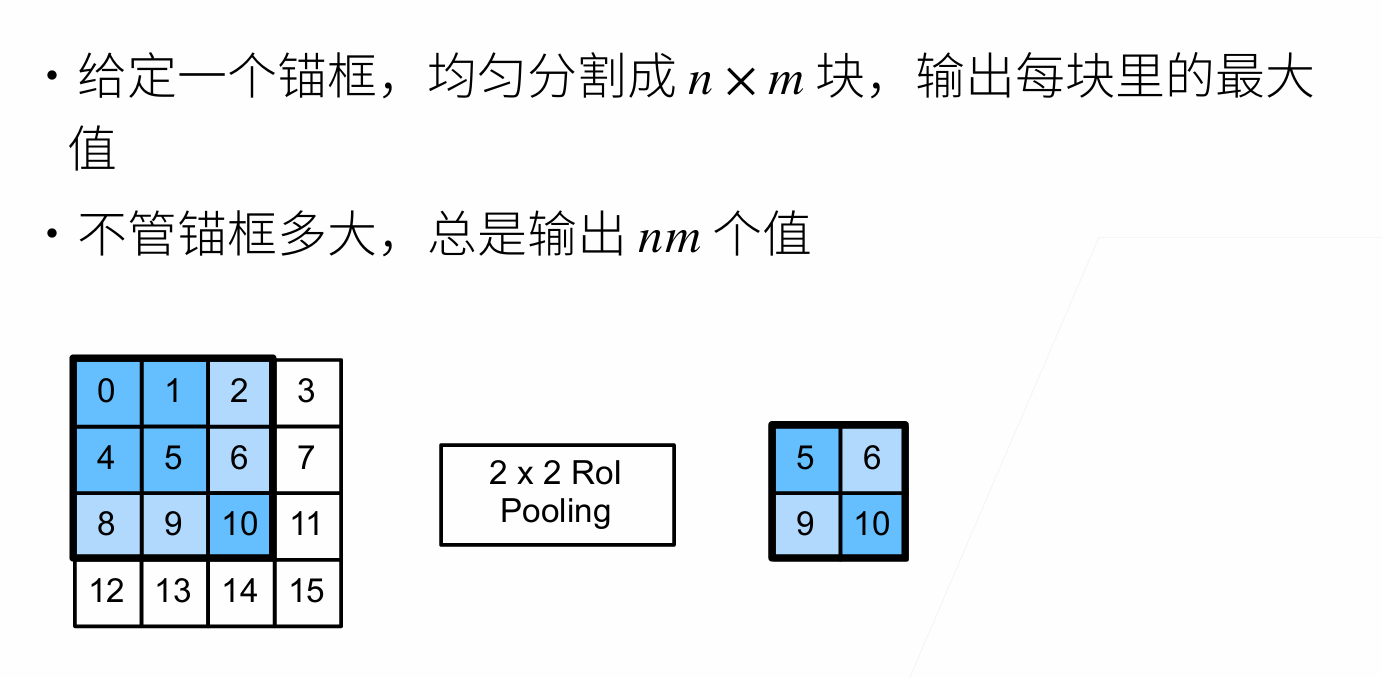 • 给定一个锚框，均匀分割成 n × m 块，输出每块里的最大
值
• 不管锚框多大，总是输出 nm 个值
0 1 2 3
4 5 6 7
8 9 10 11
12 13 14 15
2 x 2 RoI
Pooling
5 6
9 10